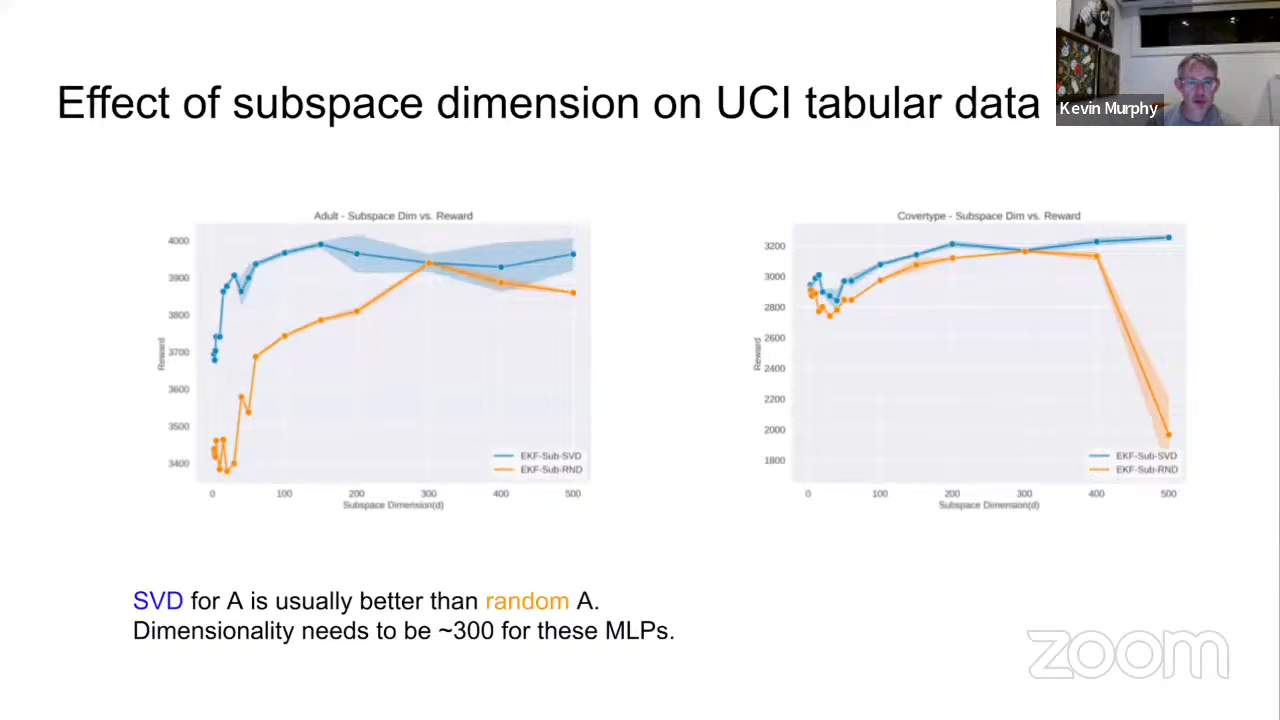 Effect of subspace dimension on UCI tabular data
Kevin Murphy
Adult - Subspace Dim vs. Reward
4000
3900
3800
3700
3600
3500
3400
Reward
0 100 200 300 400 500
Subspace Dimension(d)
EKF-Sub-SVD
EKF-Sub-RND
Covertype - Subspace Dim vs. Reward
3200
3000
2800
2600
2400
2200
2000
1800
Reward
0 100 200 300 400 500
Subspace Dimension(d)
EKF-Sub-SVD
EKF-Sub-RND
SVD for A is usually better than random A.
Dimensionality needs to be ~300 for these MLPs.
zoom